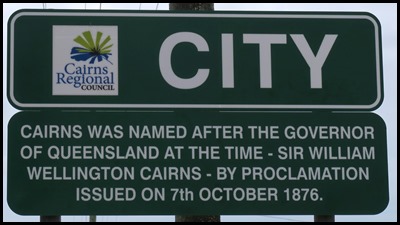 Cairns
Regional
COUNCIL
CITY
CAIRNS WAS NAMED AFTER THE GOVERNOR
OF QUEENSLAND AT THE TIME - SIR WILLIAM
WELLINGTON CAIRNS - BY PROCLAMATION
ISSUED ON 7th OCTOBER 1876.